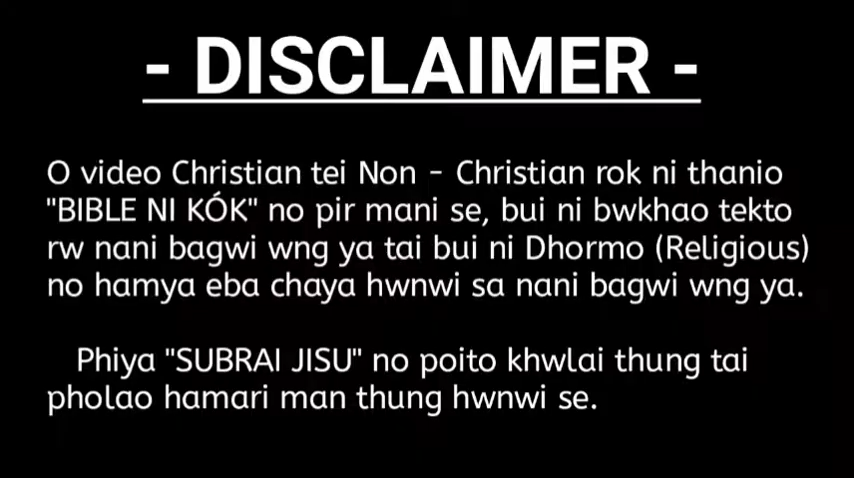 - DISCLAIMER -
O video Christian tei Non - Christian rok ni thanio
"BIBLE NI KÓK" no pir mani se, bui ni bwkhao tekto
rw nani bagwi wng ya tai bui ni Dhormo (Religious)
no hamya eba chaya hwnwi sa nani bagwi wng ya.
Phiya "SUBRAI JISU" no poito khwlai thung tai
pholao hamari man thung hwnwi se.